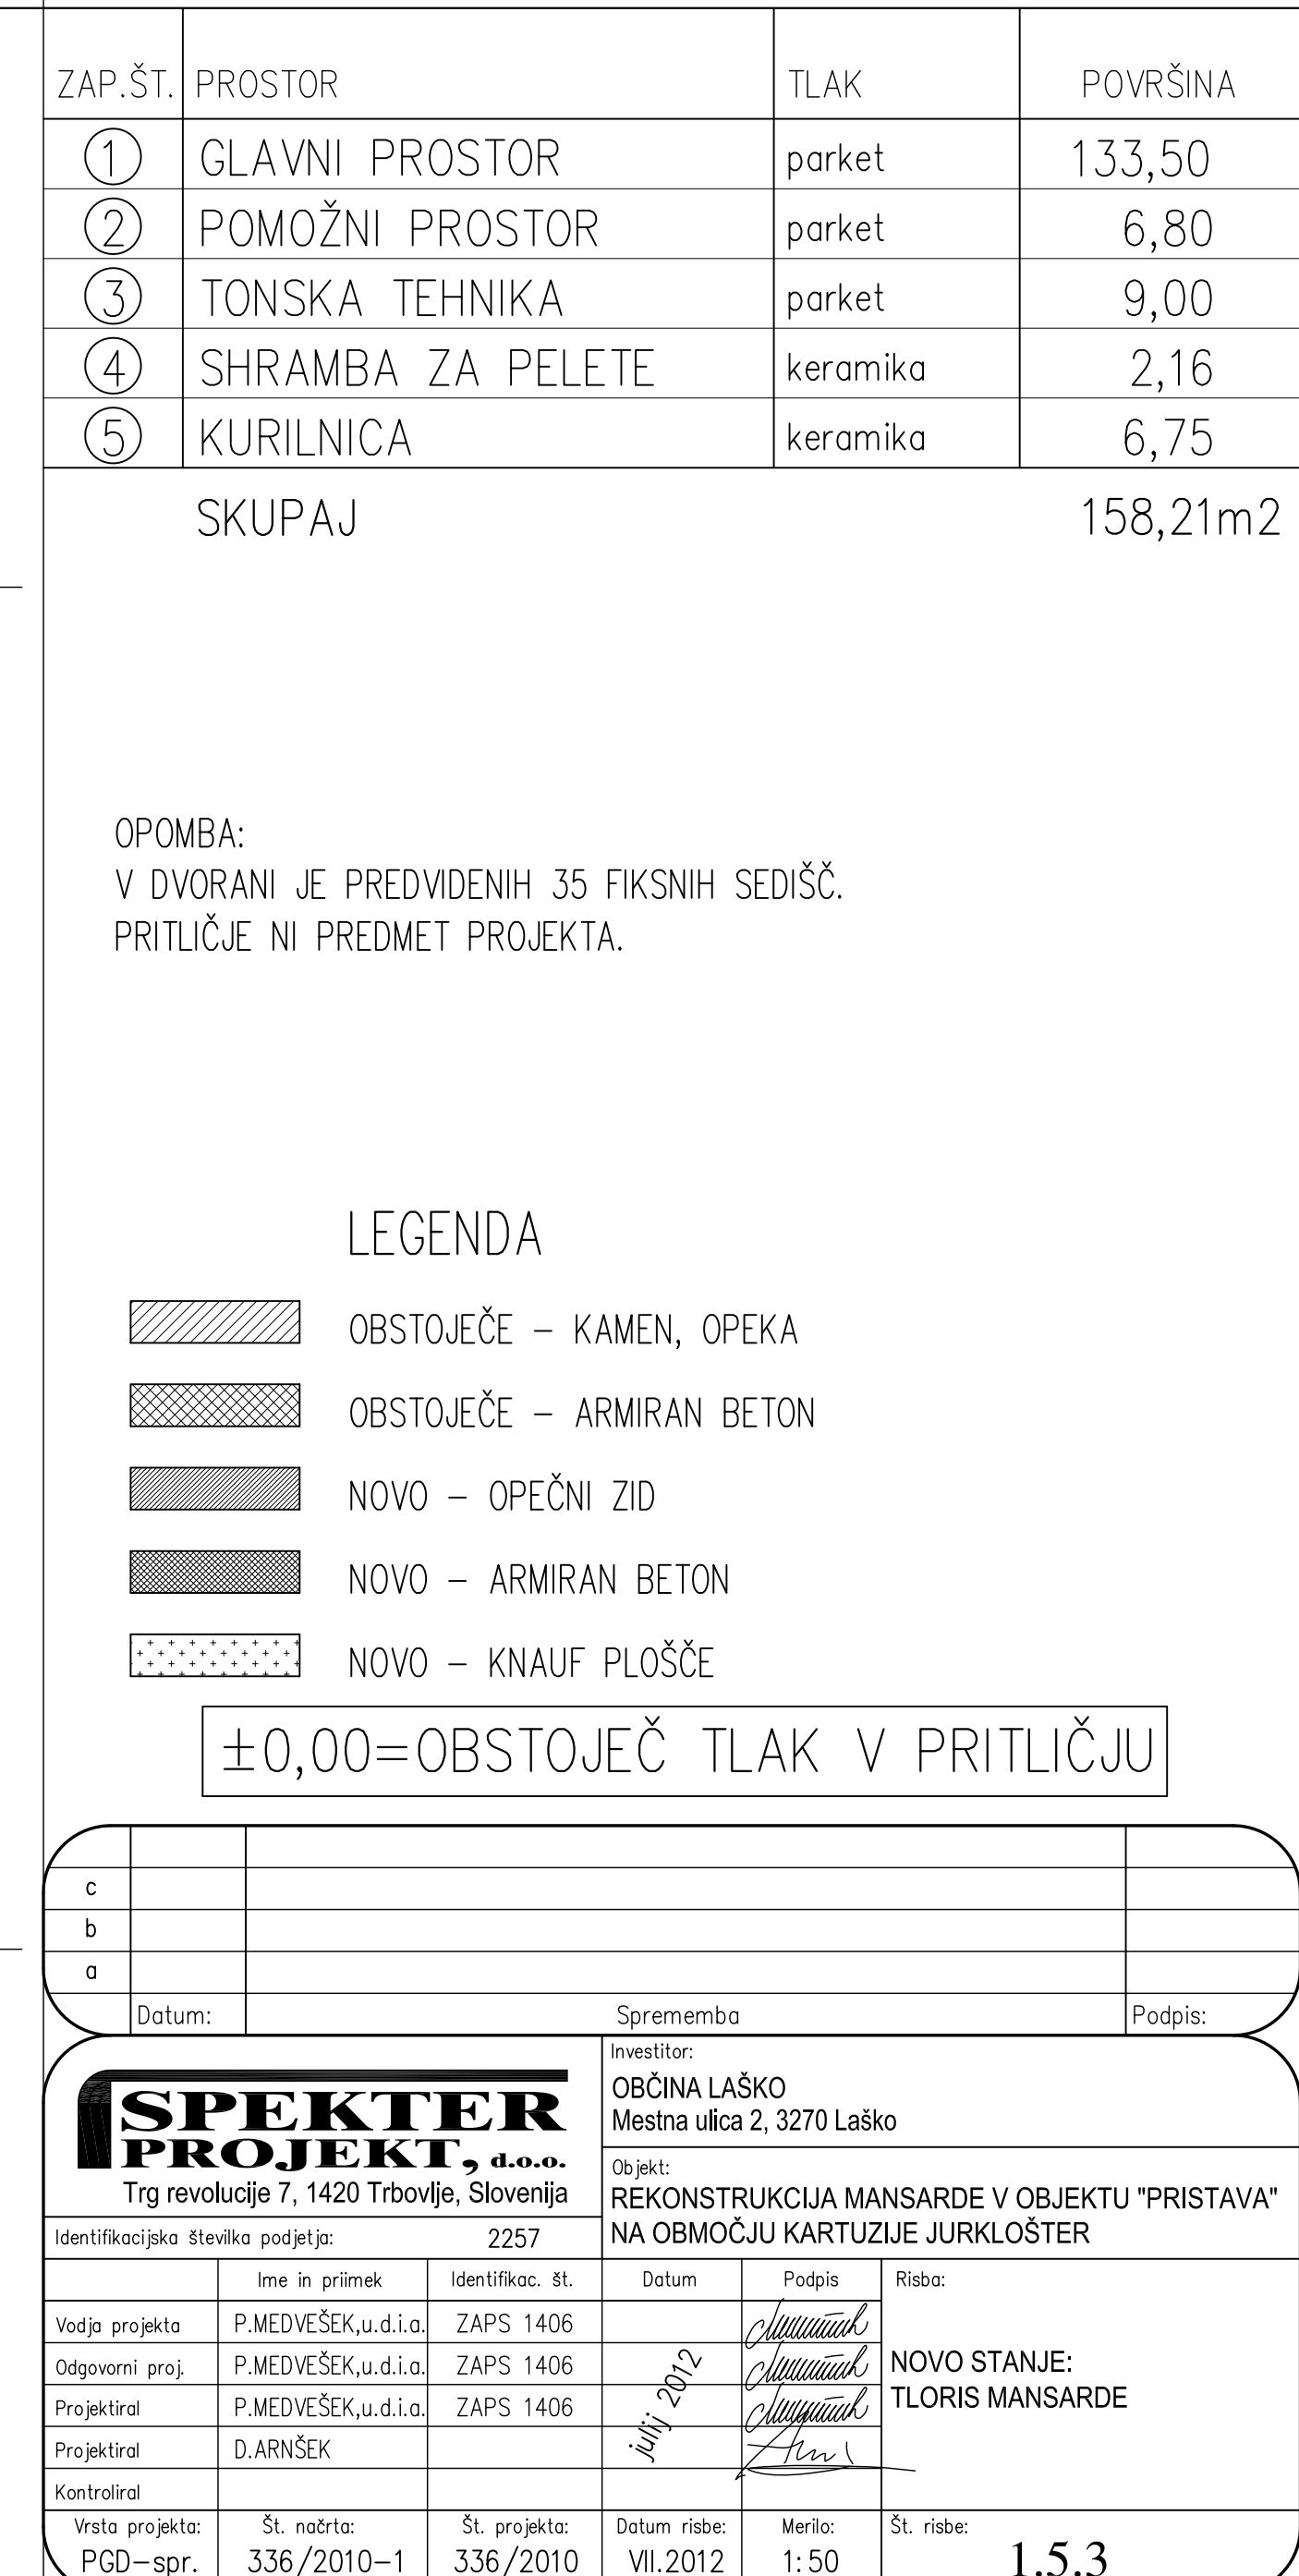 ZAP.ŠT. PROSTOR TLAK POVRŠINA
1 GLAVNI PROSTOR parket 133,50
2 POMOŽNI PROSTOR parket 6,80
3 TONSKA TEHNIKA parket 9,00
4 SHRAMBA ZA PELETE keramika 2,16
5 KURILNICA keramika 6,75
SKUPAJ 158,21m2
OPOMBA:
V DVORANI JE PREDVIDENIH 35 FIKSNIH SEDIŠČ.
PRITLIČJE NI PREDMET PROJEKTA.
LEGENDA
OBSTOJEČE – KAMEN, OPEKA
OBSTOJEČE – ARMIRAN BETON
NOVO – OPEČNI ZID
NOVO – ARMIRAN BETON
NOVO – KNAUF PLOŠČE
±0,00=OBSTOJEČ TLAK V PRITLIČJU
c
b
a
Datum: Sprememba Podpis:
SPEKTER
PROJEKT, d.o.o.
Trg revolucije 7, 1420 Trbovlje, Slovenija
Identifikacijska številka podjetja: 2257
Investitor:
OBČINA LAŠKO
Mestna ulica 2, 3270 Laško
Objekt:
REKONSTRUKCIJA MANSARDE V OBJEKTU "PRISTAVA"
NA OBMOČJU KARTUZIJE JURKLOŠTER
Ime in priimek Identifikac. št. Datum Podpis Risba:
Vodja projekta P.MEDVEŠEK,u.d.i.a. ZAPS 1406
Odgovorni proj. P.MEDVEŠEK,u.d.i.a. ZAPS 1406
Projektiral P.MEDVEŠEK,u.d.i.a. ZAPS 1406
Projektiral D.ARNŠEK
Kontroliral
julij 2012
NOVO STANJE:
TLORIS MANSARDE
Vrsta projekta: Št. načrta: Št. projekta: Datum risbe: Merilo: Št. risbe:
PGD–spr. 336/2010–1 336/2010 VII.2012 1:50 1.5.3